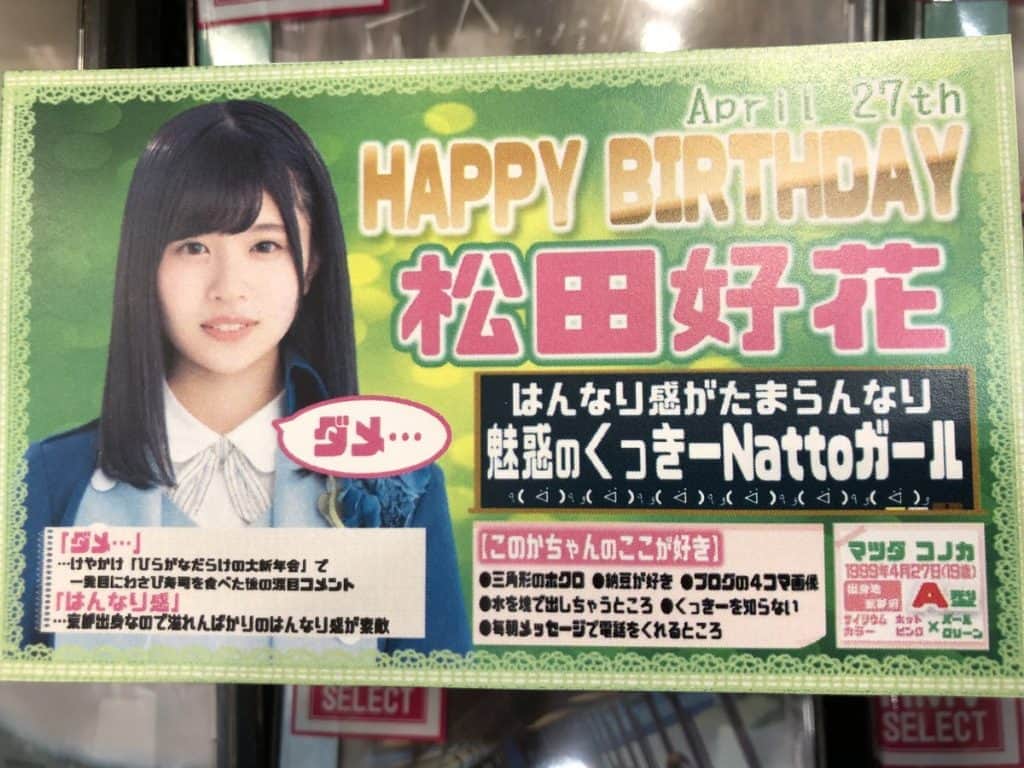 April 27th
HAPPY BIRTHDAY
松田好花
はんなり感がたまらんなり
魅惑のくっきーNattoガール
ダメ…
「ダメ…」
…けやかけ「ひらがなだらけの大新年会」で
一発目にわさび寿司を食べた後の涙目コメント
「はんなり感」
…京都出身なので溢れんばかりのはんなり感が素敵
【このかちゃんのここが好き】
●三角形のホクロ ●納豆が好き ●ブログの4コマ画像
●水を境で出しちゃうところ ●くっきーを知らない
●毎朝メッセージで電話をくれるところ
マツダ コノカ
1999年4月27日(19歳)
出身地 京都府 A型
サイリウムカラー ホットピンク×パールグリーン
SELECT
SELECT